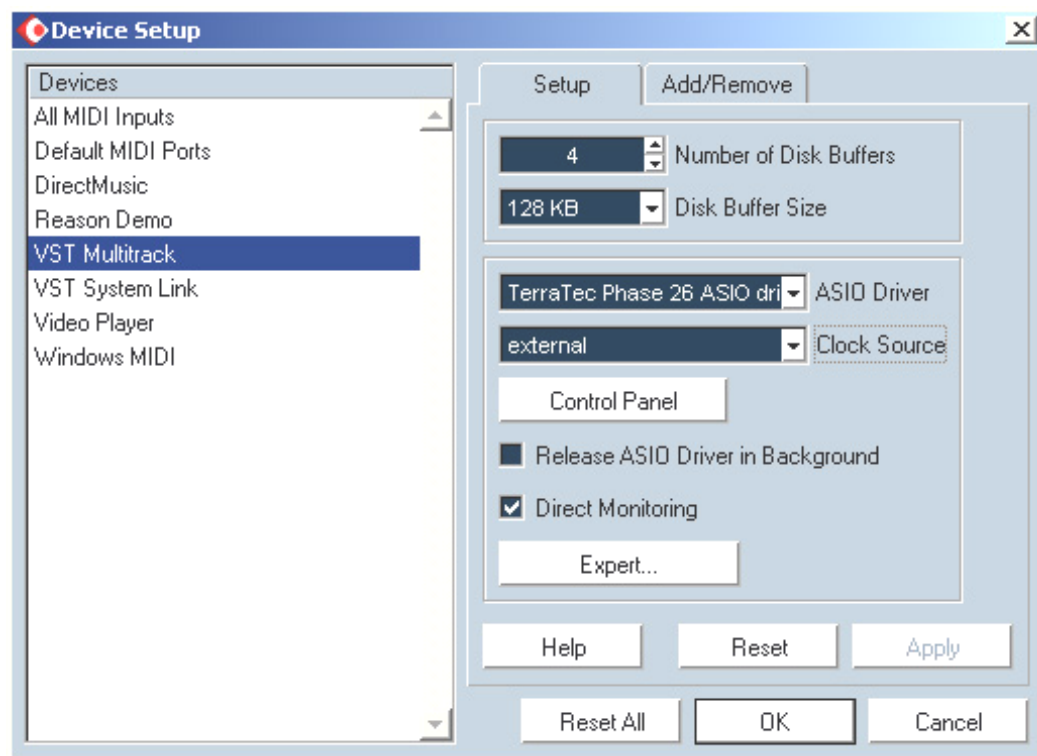 Device Setup
Devices
All MIDI Inputs
Default MIDI Ports
DirectMusic
Reason Demo
VST Multitrack
VST System Link
Video Player
Windows MIDI
Setup
Add/Remove
4 Number of Disk Buffers
128 KB Disk Buffer Size
TerraTec Phase 26 ASIO dri ASIO Driver
external Clock Source
Control Panel
Release ASIO Driver in Background
Direct Monitoring
Expert...
Help Reset Apply
Reset All OK Cancel